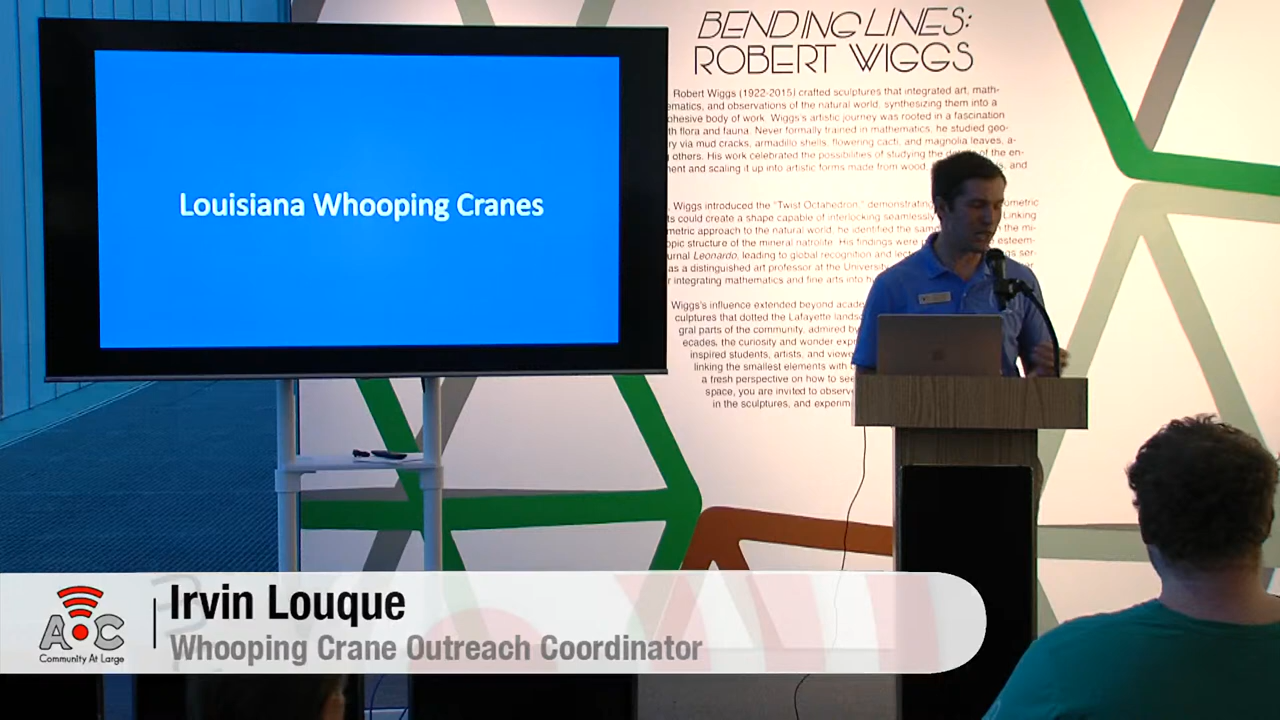 Louisiana Whooping Cranes
BENDING LINES:
ROBERT WIGGS
Robert Wiggs (1922-2015) crafted sculptures that integrated art, math-
ematics, and observations of the natural world, synthesizing them into a
ohesive body of work. Wiggs's artistic journey was rooted in a fascination
th flora and fauna. Never formally trained in mathematics, he studied geo-
ry via mud cracks, armadillo shells, flowering cacti, and magnolia leaves, a-
others. His work celebrated the possibilities of studying the of the en-
ment and scaling it up into artistic forms made from wood, and
Wiggs introduced the "Twist Octahedron," demonstrating
ts could create a shape capable of interlocking seamlessly Linking
metric approach to the natural world, he identified the same the mi-
opic structure of the mineral natrolite. His findings were esteem-
urnal Leonardo, leading to global recognition and
as a distinguished art professor at the University
r integrating mathematics and fine arts into
Wiggs's influence extended beyond
culptures that dotted the Lafayette
gral parts of the community, admired by
ecades, the curiosity and wonder
inspired students, artists, and
linking the smallest elements with
a fresh perspective on how to see
space, you are invited to
in the sculptures, and
AOC
Community At Large
Irvin Louque
Whooping Crane Outreach Coordinator